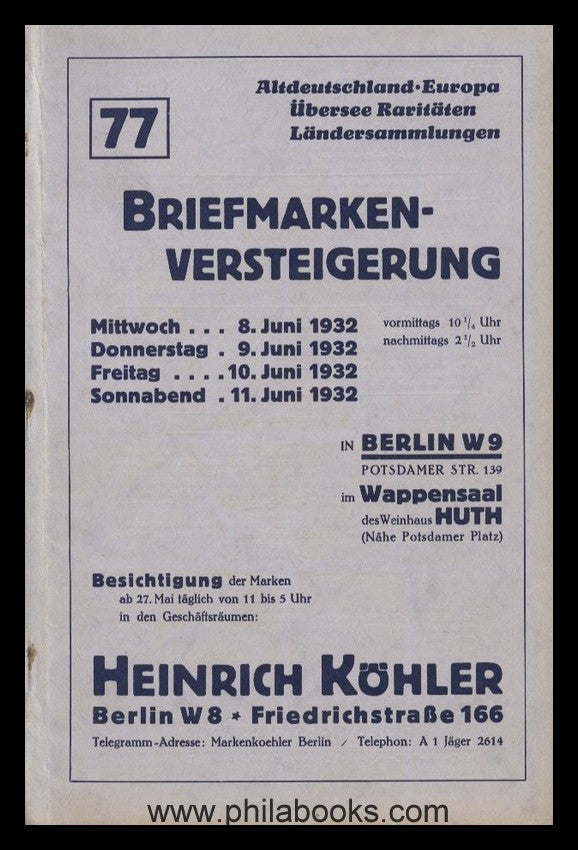 Altdeutschland·Europa
Übersee Raritäten
Ländersammlungen
77
BRIEFMARKEN-
VERSTEIGERUNG
Mittwoch . . . 8. Juni 1932
Donnerstag . 9. Juni 1932
Freitag . . . . 10. Juni 1932
Sonnabend . 11. Juni 1932
vormittags 10 1/4 Uhr
nachmittags 2 1/2 Uhr
IN BERLIN W 9
POTSDAMER STR. 139
im Wappensaal
des Weinhaus HUTH
(Nähe Potsdamer Platz)
Besichtigung der Marken
ab 27. Mai täglich von 11 bis 5 Uhr
in den Geschäftsräumen:
HEINRICH KÖHLER
Berlin W 8 * Friedrichstraße 166
Telegramm-Adresse: Markenkoehler Berlin / Telephon: A 1 Jäger 2614
www.philabooks.com